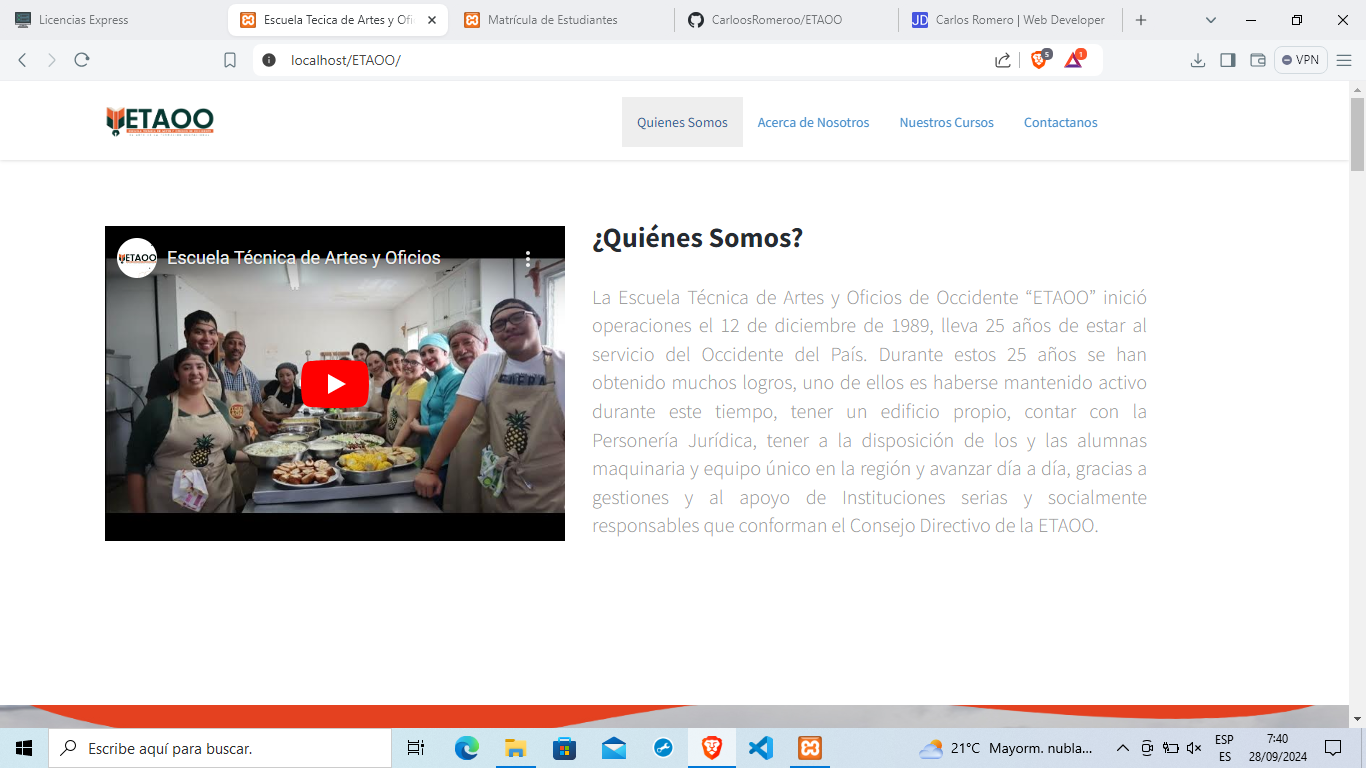 Licencias Express
Escuela Tecica de Artes y Ofi
Matrícula de Estudiantes
CarloosRomeroo/ETAOO
JD Carlos Romero | Web Developer
localhost/ETAOO/
5
1
VPN
ETAOO
Quienes Somos
Acerca de Nosotros
Nuestros Cursos
Contactanos
ETAOO
Escuela Técnica de Artes y Oficios
¿Quiénes Somos?
La Escuela Técnica de Artes y Oficios de Occidente “ETAOO” inició
operaciones el 12 de diciembre de 1989, lleva 25 años de estar al
servicio del Occidente del País. Durante estos 25 años se han
obtenido muchos logros, uno de ellos es haberse mantenido activo
durante este tiempo, tener un edificio propio, contar con la
Personería Jurídica, tener a la disposición de los y las alumnas
maquinaria y equipo único en la región y avanzar día a día, gracias a
gestiones y al apoyo de Instituciones serias y socialmente
responsables que conforman el Consejo Directivo de la ETAOO.
Escribe aquí para buscar.
21°C Mayorm. nubla...
ESP
ES
7:40
28/09/2024